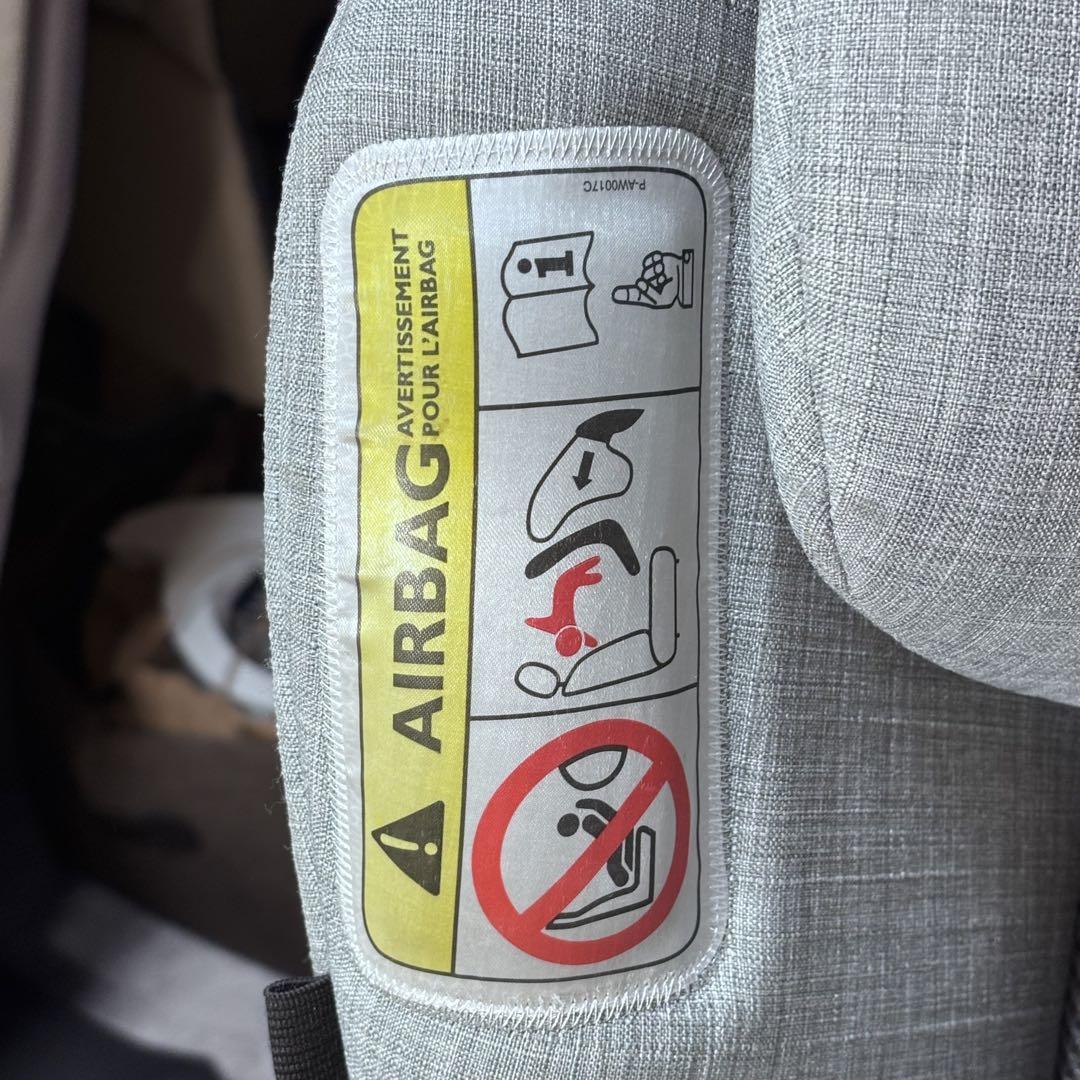 AIRBAG
AVERTISSEMENT
POUR L'AIRBAG
i
P-AW0017C